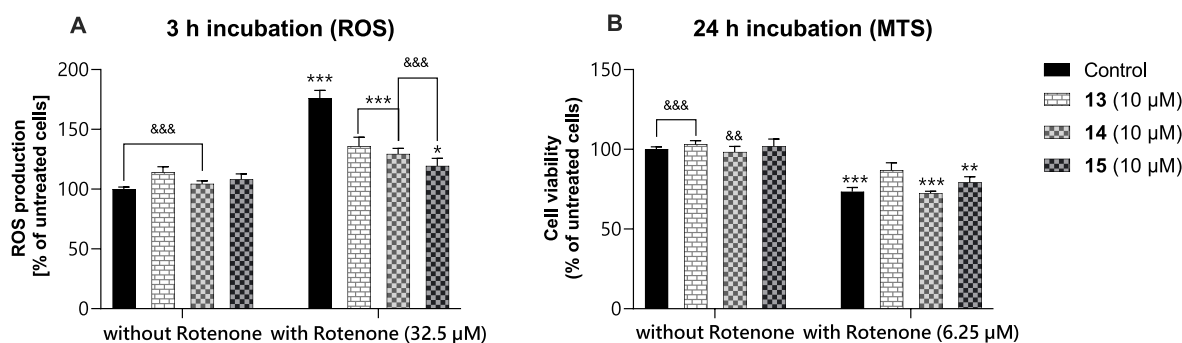 A
3 h incubation (ROS)
ROS production
[% of untreated cells]
200
150
100
50
0
&&&
***
***
&&&
*
without Rotenone
with Rotenone (32.5 µM)
B
24 h incubation (MTS)
Cell viability
(% of untreated cells)
150
100
50
0
&&&
&&
***
***
**
without Rotenone
with Rotenone (6.25 µM)
Control
13 (10 µM)
14 (10 µM)
15 (10 µM)